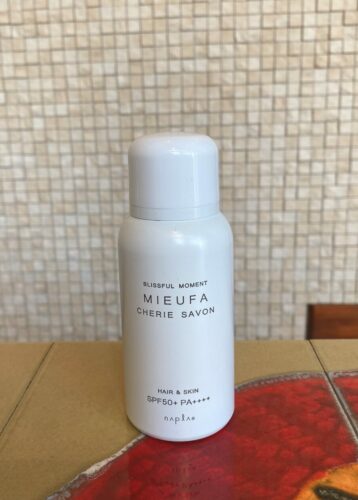 BLISSFUL MOMENT
MIEUFA
CHERIE SAVON
HAIR & SKIN
SPF50+ PA++++
napla